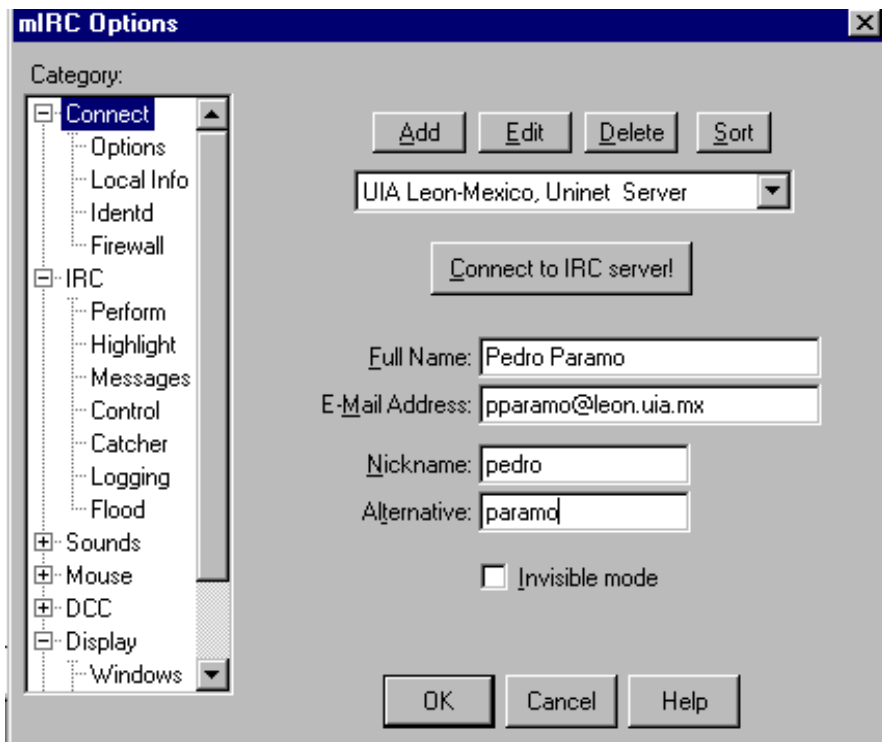 mIRC Options
Category:
Connect
Options
Local Info
Identd
Firewall
IRC
Perform
Highlight
Messages
Control
Catcher
Logging
Flood
Sounds
Mouse
DCC
Display
Windows
Add Edit Delete Sort
UIA Leon-Mexico, Uninet Server
Connect to IRC server!
Full Name: Pedro Paramo
E-Mail Address: pparamo@leon.uia.mx
Nickname: pedro
Alternative: paramo
Invisible mode
OK Cancel Help